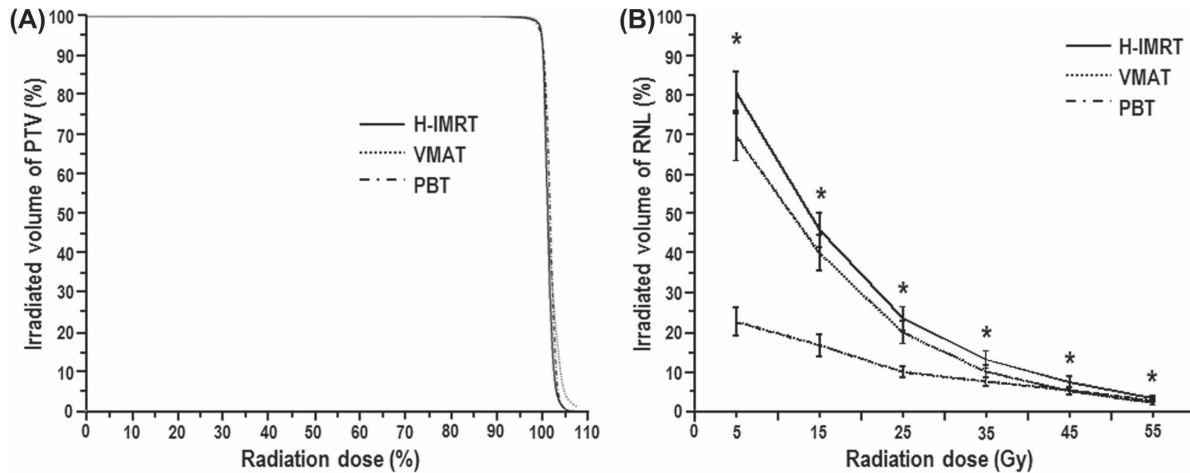 (A)
100
90
80
70
60
50
40
30
20
10
0
Irradiated volume of PTV (%)
H-IMRT
VMAT
PBT
0 10 20 30 40 50 60 70 80 90 100 110
Radiation dose (%)
(B)
100
90
80
70
60
50
40
30
20
10
0
Irradiated volume of RNL (%)
* * * * * *
H-IMRT
VMAT
PBT
5 15 25 35 45 55
Radiation dose (Gy)